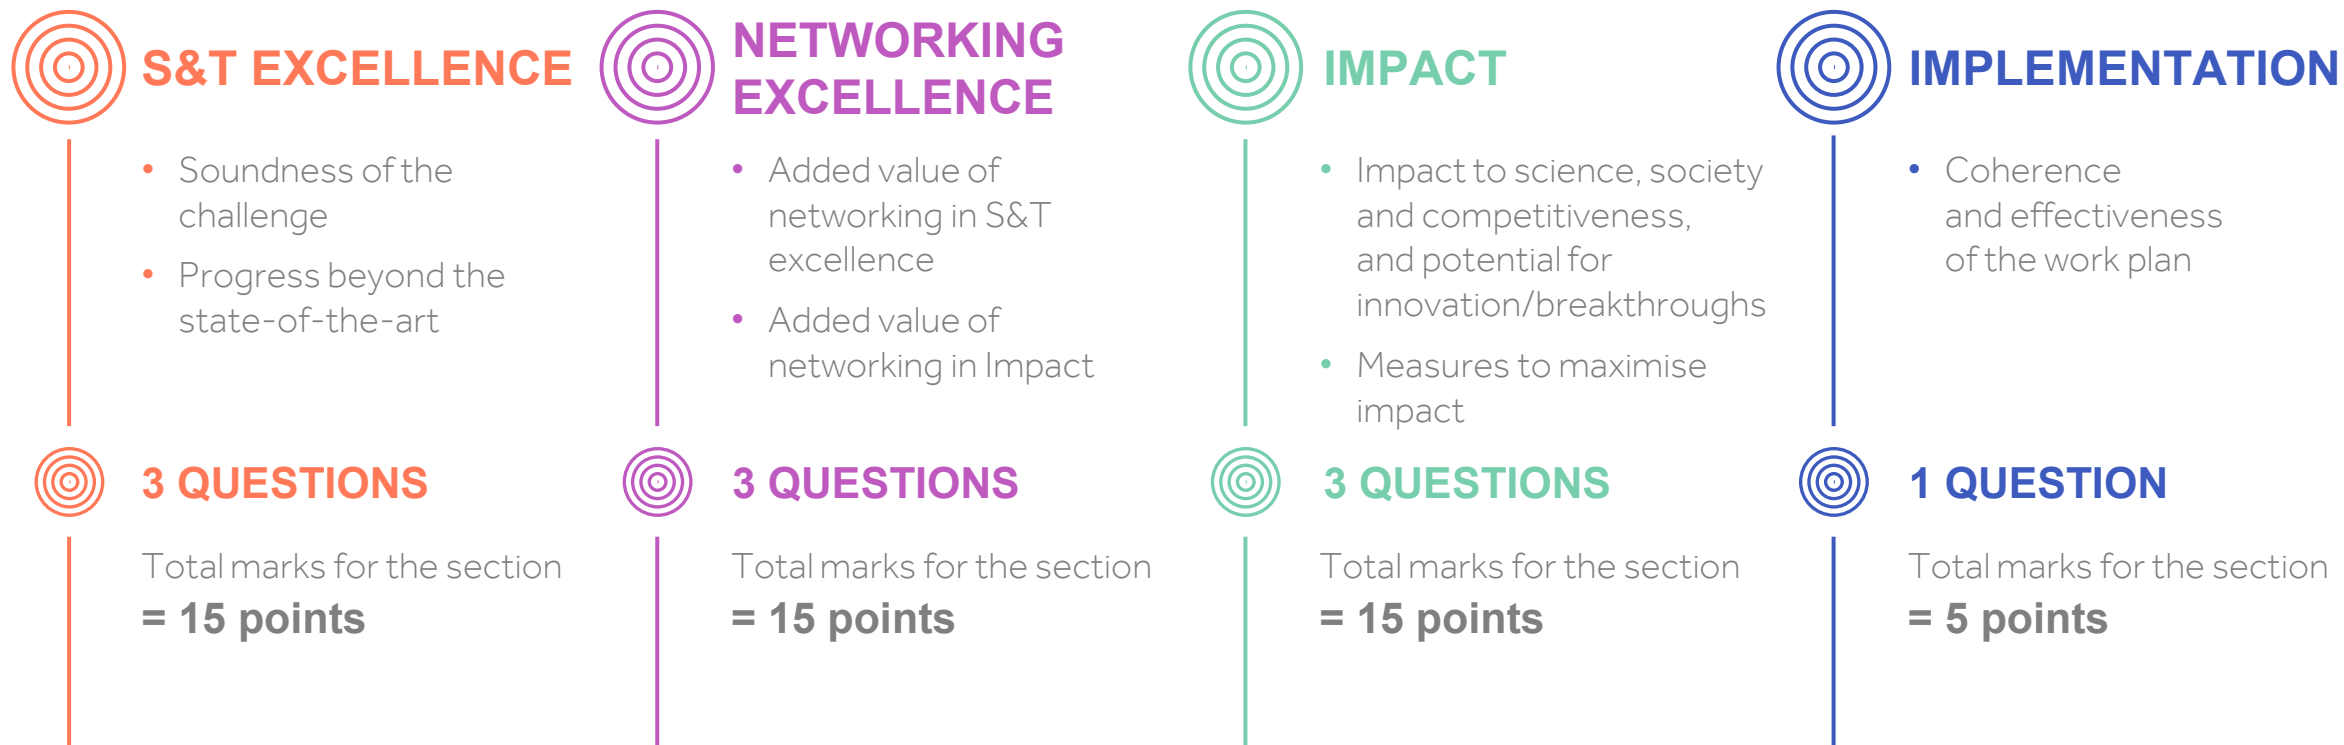 S&T EXCELLENCE
• Soundness of the
challenge
• Progress beyond the
state-of-the-art
3 QUESTIONS
Total marks for the section
= 15 points
NETWORKING
EXCELLENCE
• Added value of
networking in S&T
excellence
• Added value of
networking in Impact
3 QUESTIONS
Total marks for the section
= 15 points
IMPACT
• Impact to science, society
and competitiveness,
and potential for
innovation/breakthroughs
• Measures to maximise
impact
3 QUESTIONS
Total marks for the section
= 15 points
IMPLEMENTATION
• Coherence
and effectiveness
of the work plan
1 QUESTION
Total marks for the section
= 5 points